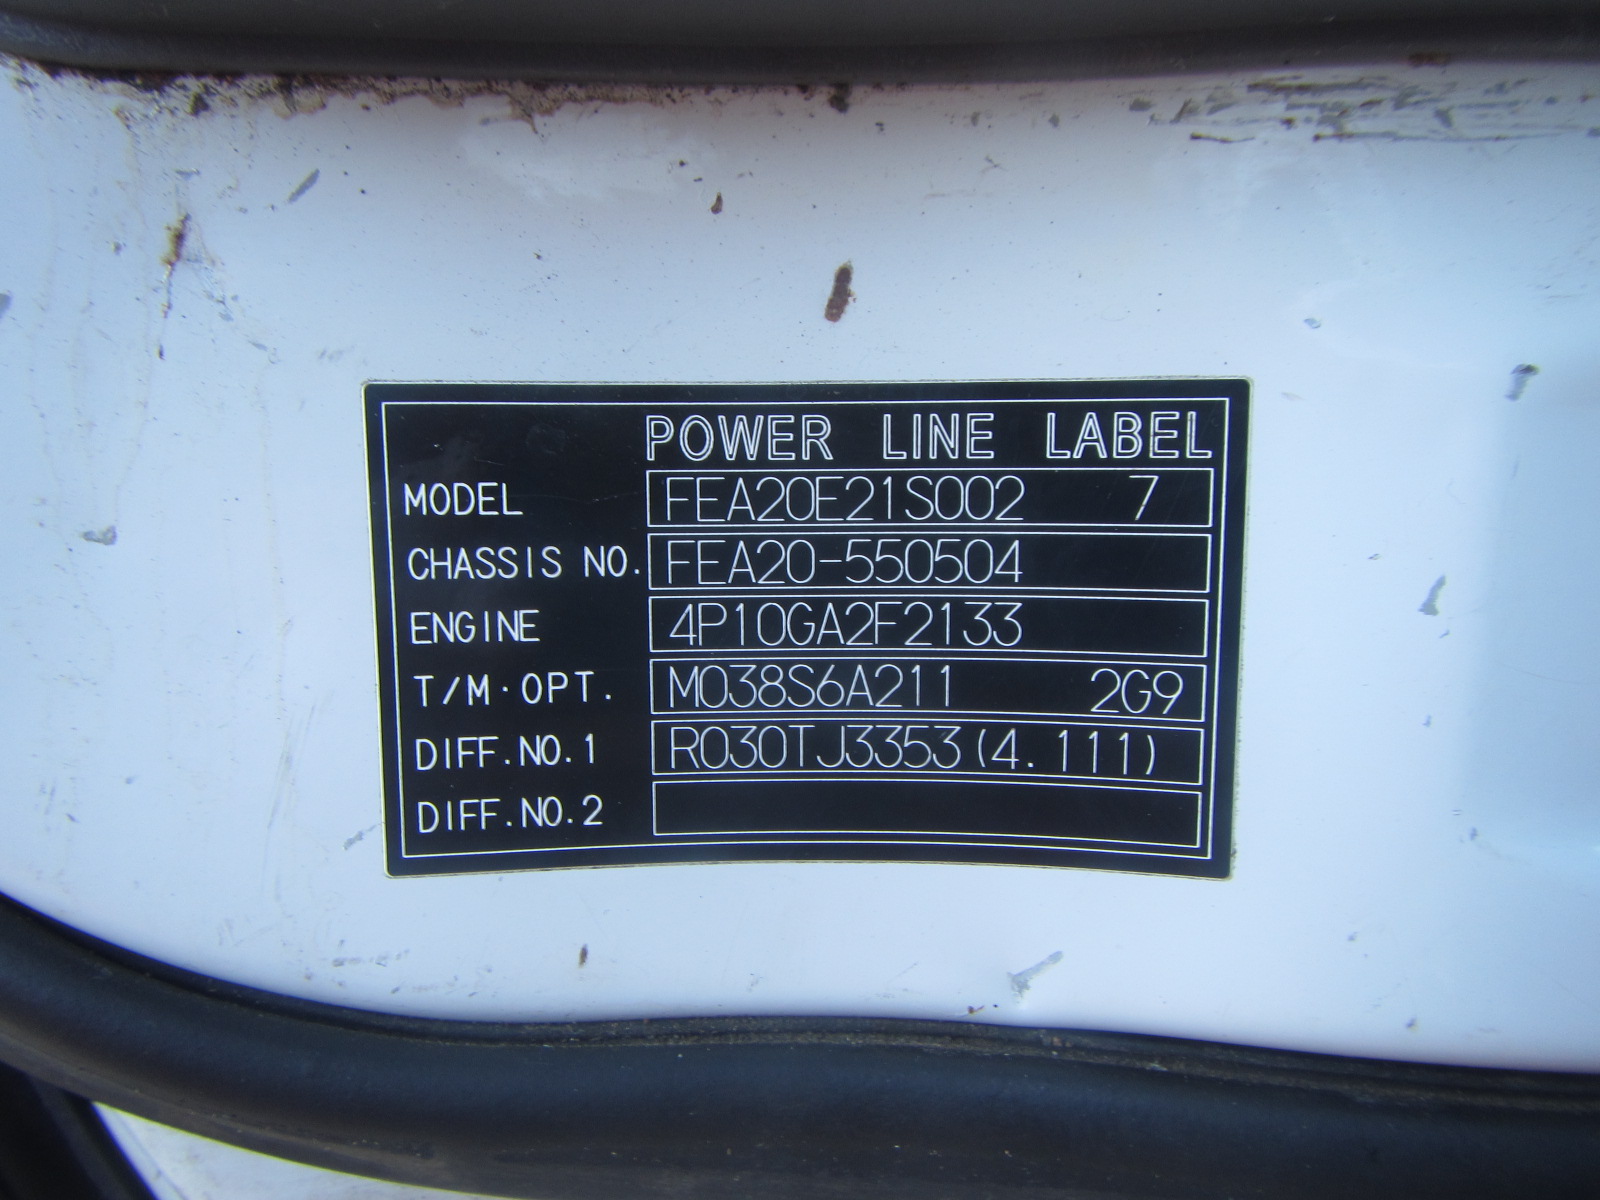 POWER LINE LABEL
MODEL FEA20E21S002 7
CHASSIS NO. FEA20-550504
ENGINE 4P10GA2F2133
T/M·OPT. M038S6A211 2G9
DIFF.NO.1 R030TJ3353(4.111)
DIFF.NO.2